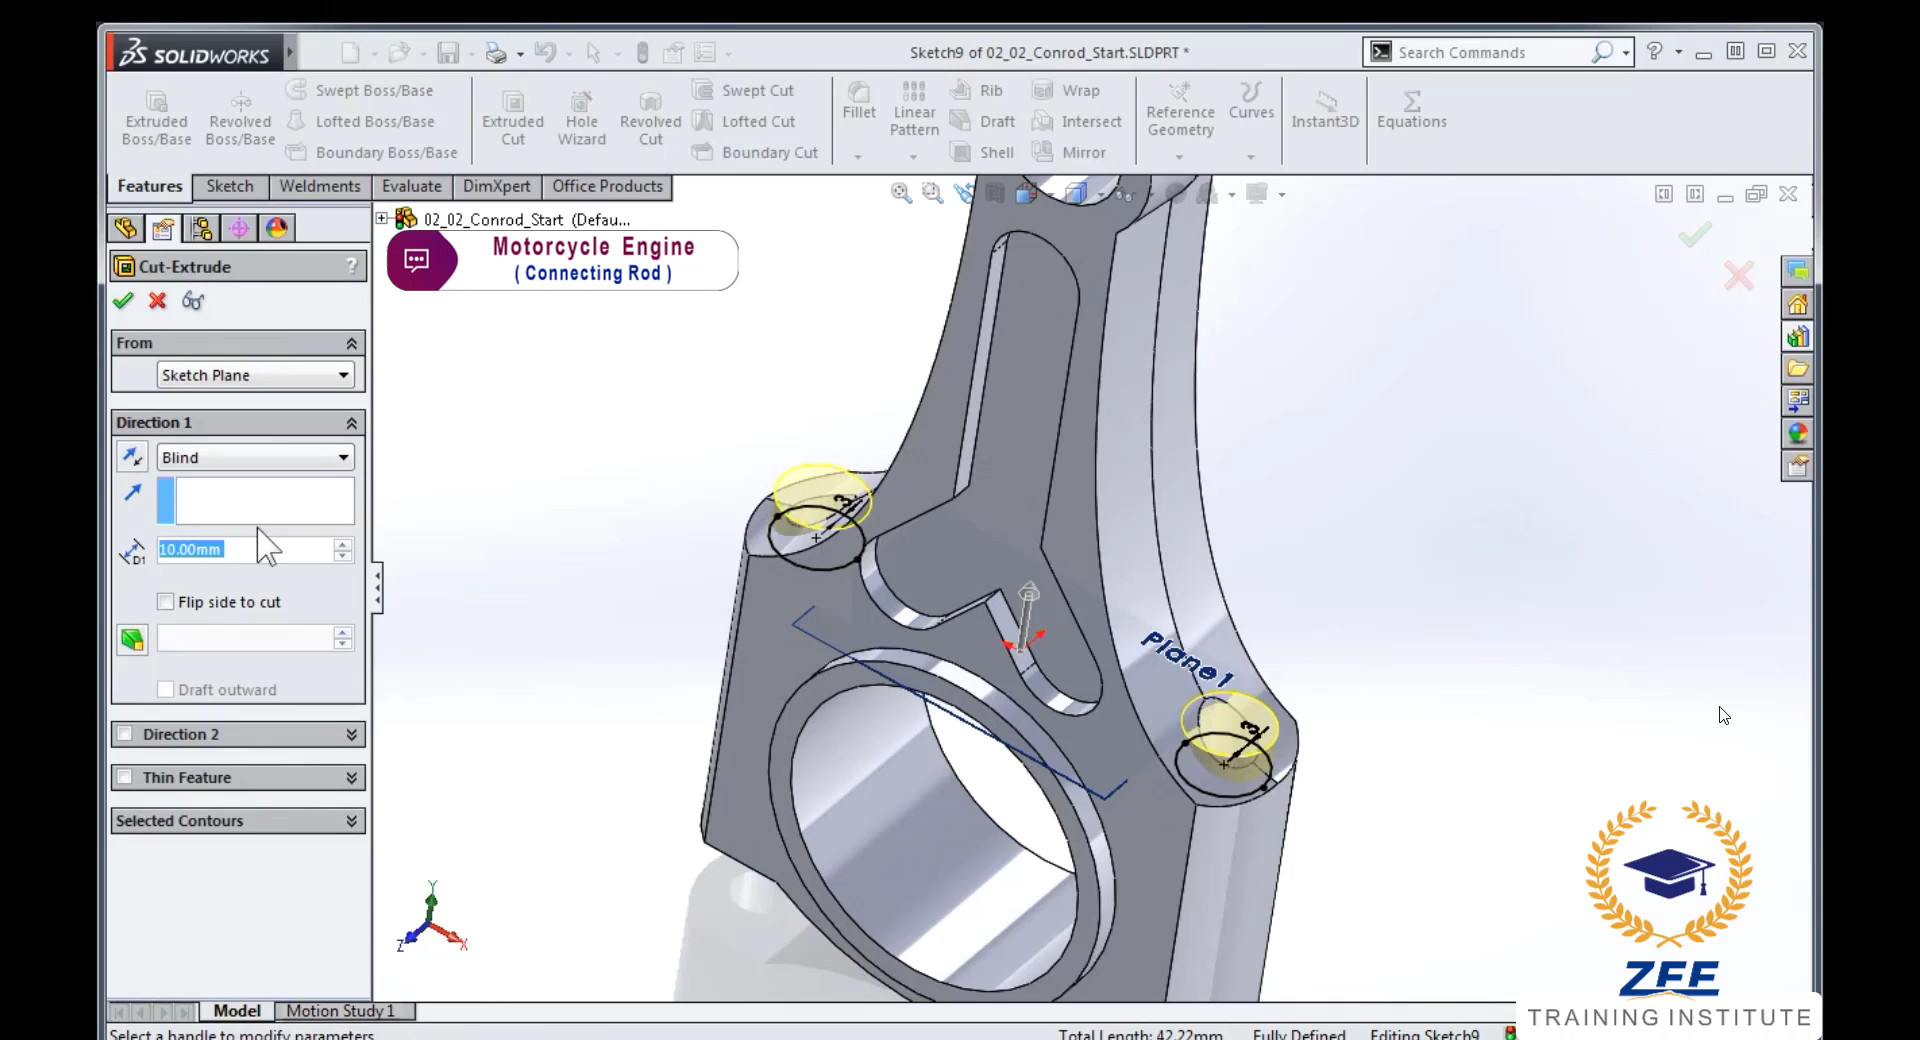 SOLIDWORKS
Sketch9 of 02_02_Conrod_Start.SLDPRT *
Search Commands
?
Extruded Boss/Base
Revolved Boss/Base
Swept Boss/Base
Lofted Boss/Base
Boundary Boss/Base
Extruded Cut
Hole Wizard
Revolved Cut
Swept Cut
Lofted Cut
Boundary Cut
Fillet
Linear Pattern
Rib
Draft
Shell
Wrap
Intersect
Mirror
Reference Geometry
Curves
Instant3D
Equations
Features
Sketch
Weldments
Evaluate
DimXpert
Office Products
02_02_Conrod_Start (Defau...
Motorcycle Engine
( Connecting Rod )
Cut-Extrude
?
From
Sketch Plane
Direction 1
Blind
D1
10.00mm
Flip side to cut
Draft outward
Direction 2
Thin Feature
Selected Contours
3
Plane1
3
Y
Z
X
Model
Motion Study 1
Select a handle to modify parameters
Total Length: 42.22mm
Fully Defined
Editing Sketch9
ZFE
TRAINING INSTITUTE